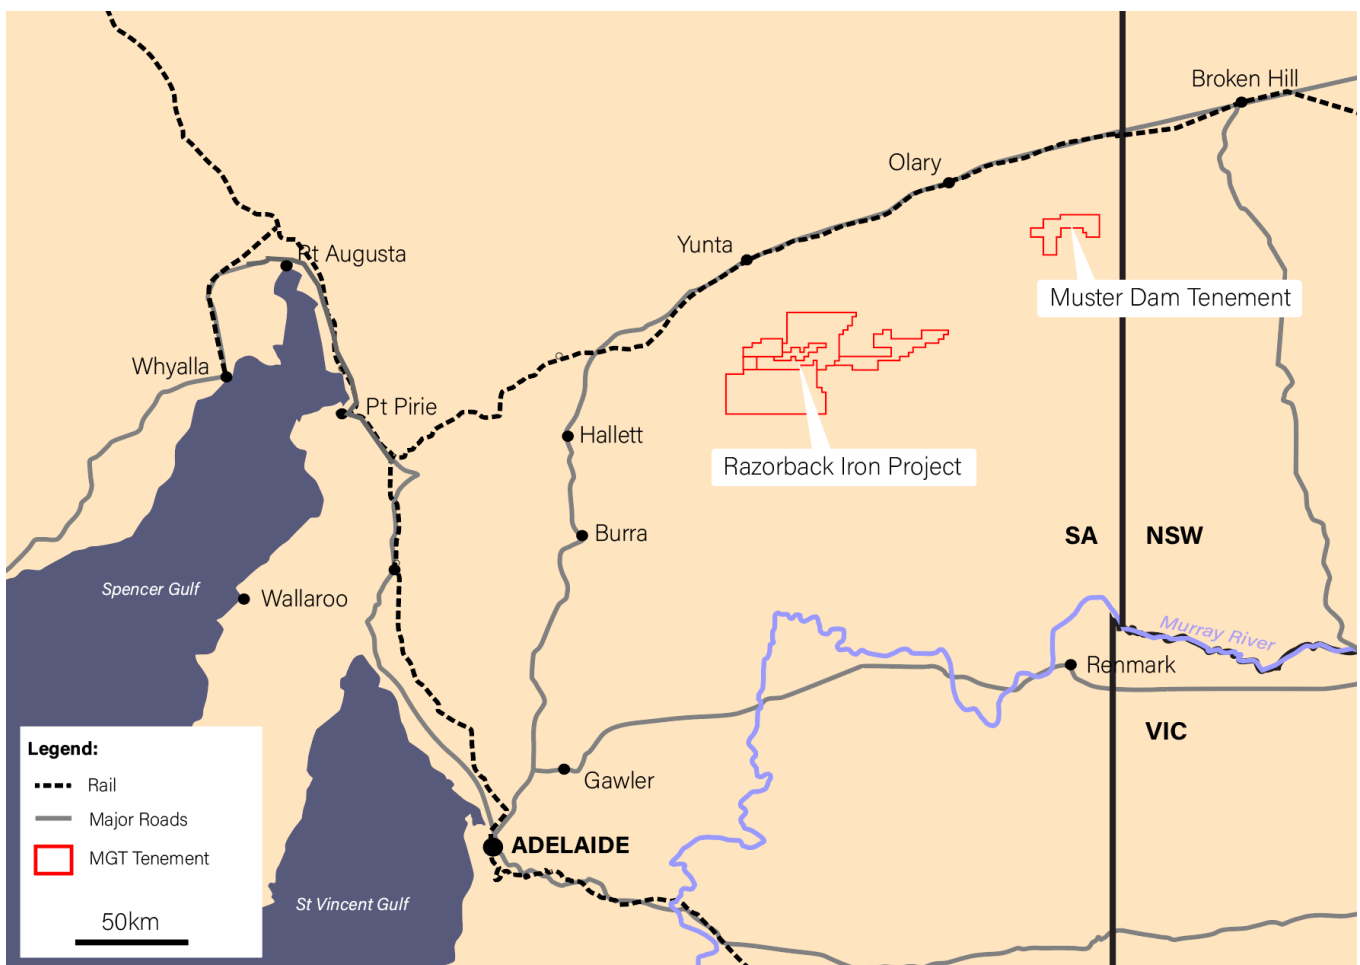 Broken Hill
Olary
Yunta
Pt Augusta
Muster Dam Tenement
Whyalla
Pt Pirie
Hallett
Razorback Iron Project
Burra
SA
NSW
Spencer Gulf
Wallaroo
Murray River
Renmark
VIC
Legend:
Rail
Major Roads
MGT Tenement
50km
Gawler
ADELAIDE
St Vincent Gulf